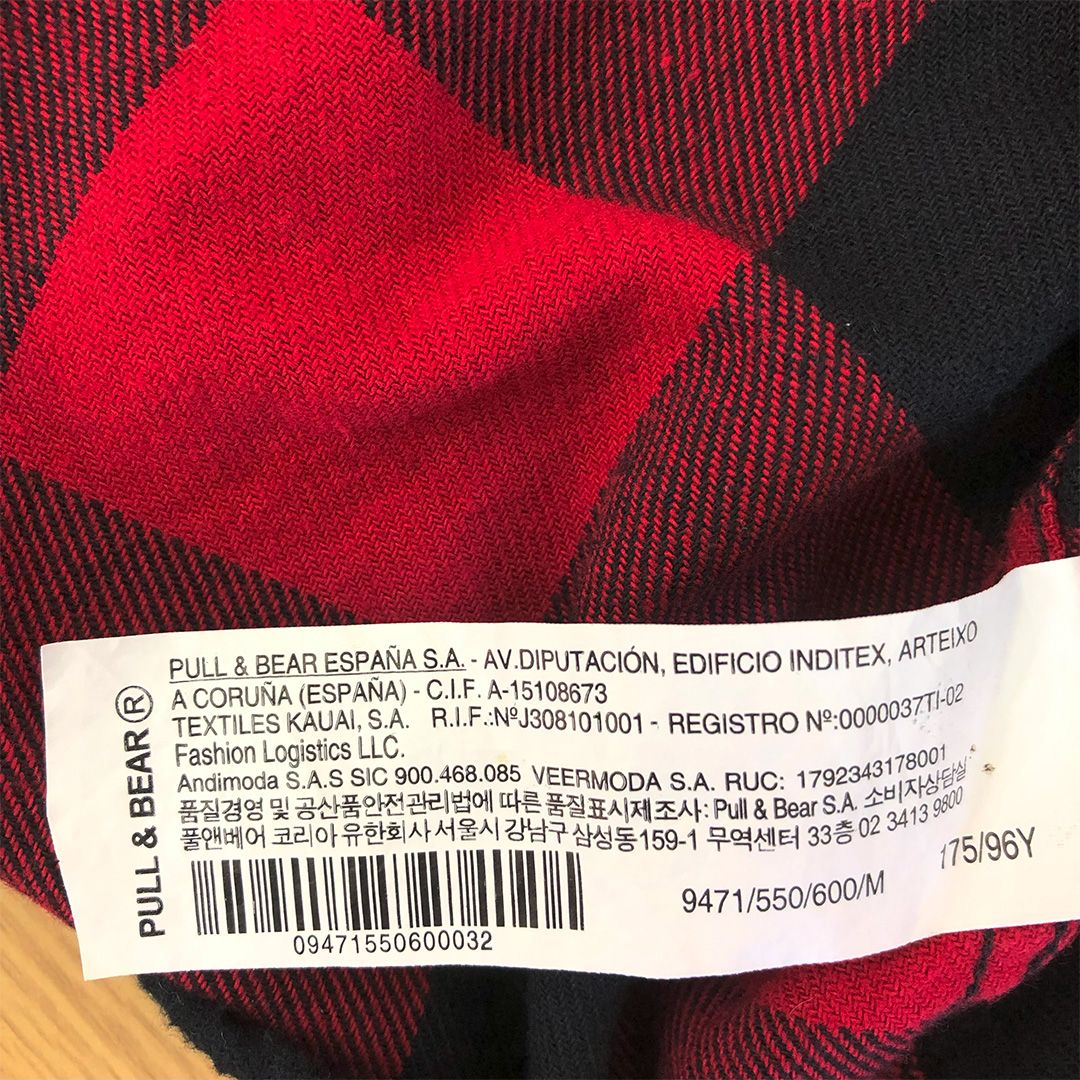 PULL & BEAR®
PULL & BEAR ESPAÑA S.A. - AV.DIPUTACIÓN, EDIFICIO INDITEX, ARTEIXO
A CORUÑA (ESPAÑA) - C.I.F. A-15108673
TEXTILES KAUAI, S.A. R.I.F.:NºJ308101001 - REGISTRO Nº:0000037TI-02
Fashion Logistics LLC.
Andimoda S.A.S SIC 900.468.085 VEERMODA S.A. RUC: 1792343178001
품질경영 및 공산품안전관리법에 따른 품질표시제조사: Pull & Bear S.A. 소비자상담실:
풀앤베어 코리아 유한회사 서울시 강남구 삼성동159-1 무역센터 33층 02 3413 9800
09471550600032
9471/550/600/M
175/96Y